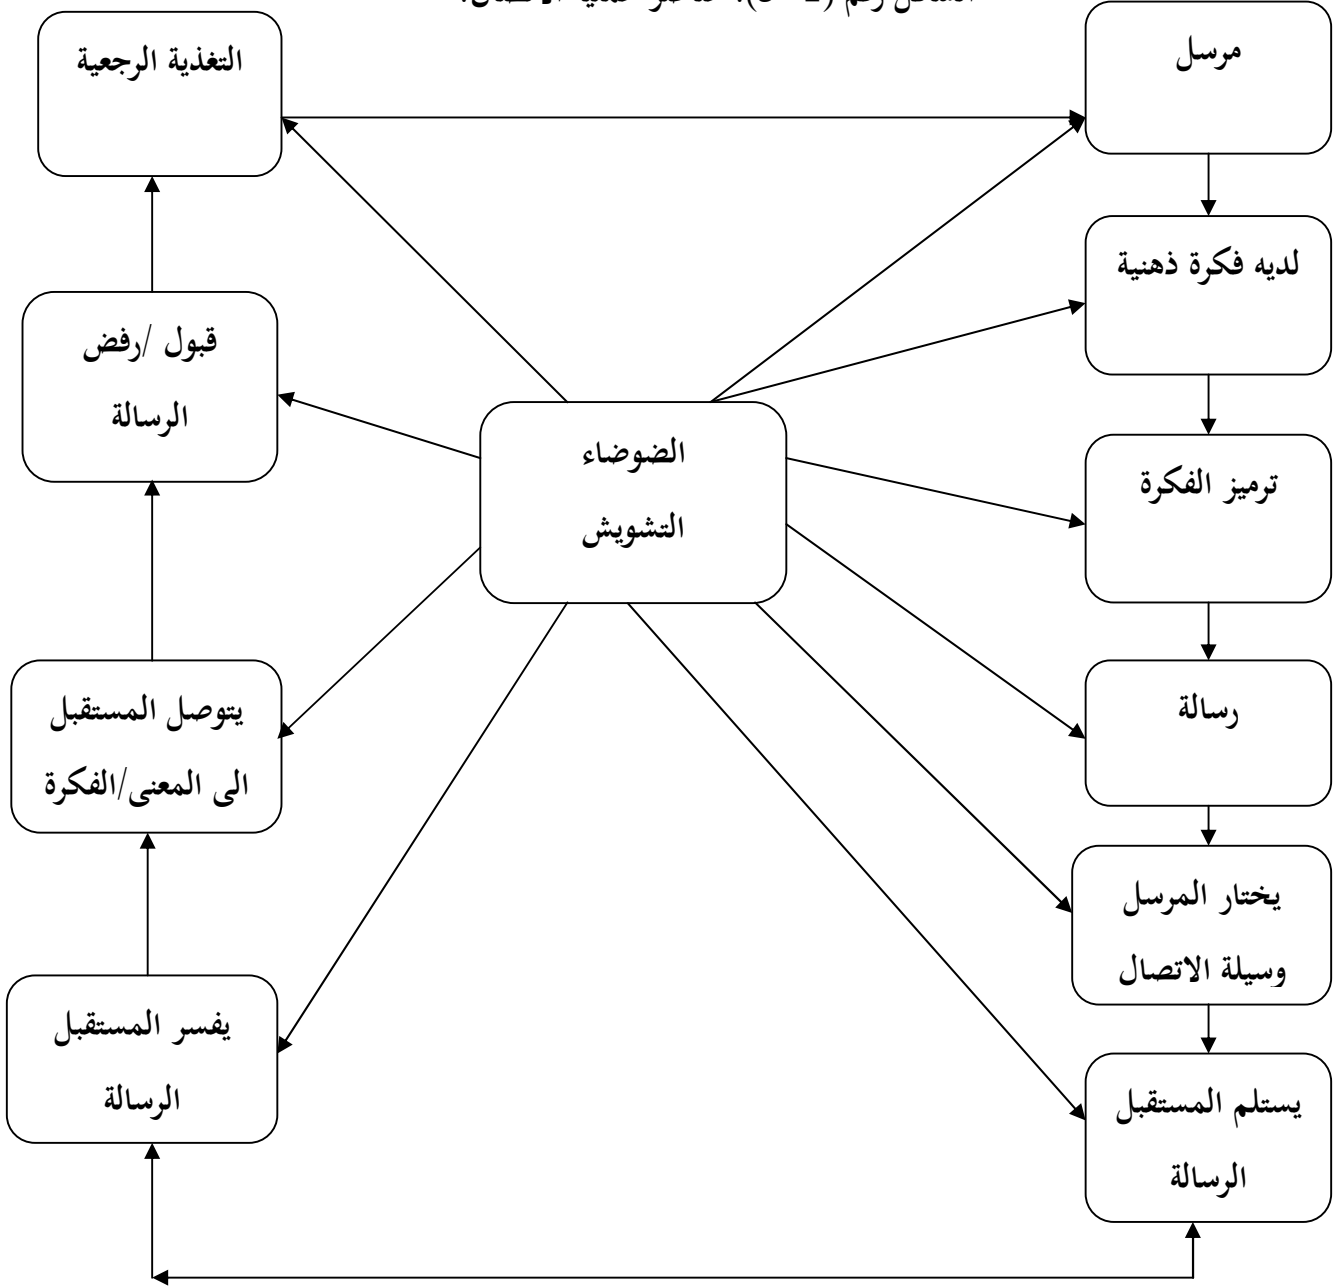 مرسل
لديه فكرة ذهنية
ترميز الفكرة
رسالة
يختار المرسل
وسيلة الاتصال
يستلم المستقبل
الرسالة
يفسر المستقبل
الرسالة
يتوصل المستقبل
الى المعنى/الفكرة
قبول /رفض
الرسالة
التغذية الرجعية
الضوضاء
التشويش